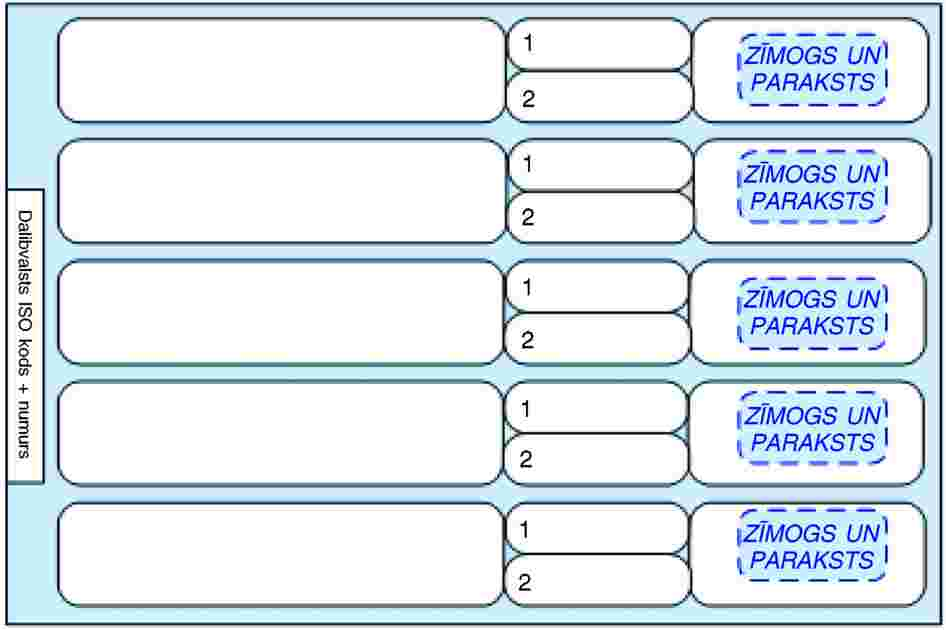 Dalībvalsts ISO kods + numurs
1
2
ZĪMOGS UN
PARAKSTS
1
2
ZĪMOGS UN
PARAKSTS
1
2
ZĪMOGS UN
PARAKSTS
1
2
ZĪMOGS UN
PARAKSTS
1
2
ZĪMOGS UN
PARAKSTS